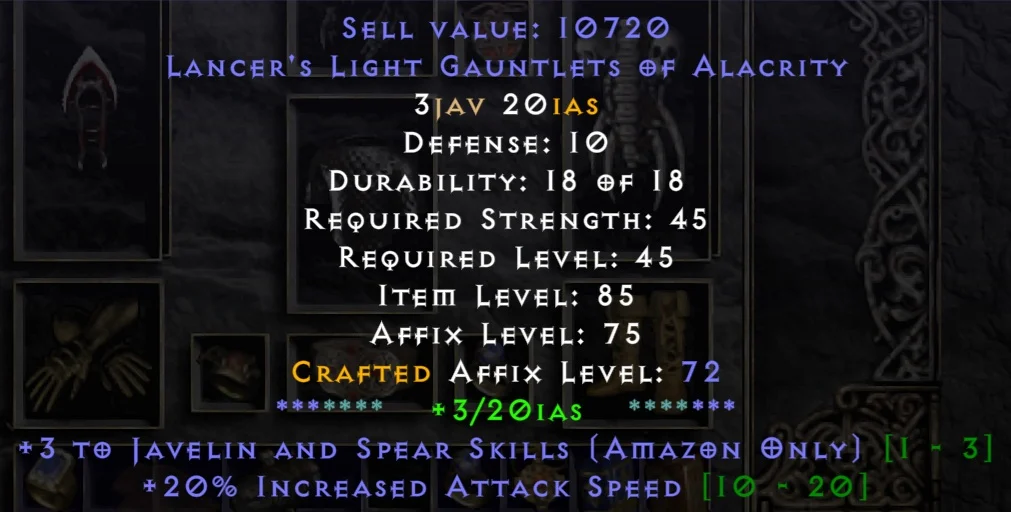 Sell value: 10720
Lancer's Light Gauntlets of Alacrity
3jav 20ias
Defense: 10
Durability: 18 of 18
Required Strength: 45
Required Level: 45
Item Level: 85
Affix Level: 75
Crafted Affix Level: 72
******* +3/20ias *******
+3 to Javelin and Spear Skills (Amazon Only) [1 - 3]
+20% Increased Attack Speed [10 - 20]